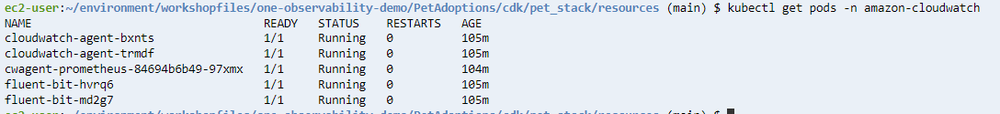 ec2-user:~/environment/workshopfiles/one-observability-demo/PetAdoptions/cdk/pet_stack/resources (main) $ kubectl get pods -n amazon-cloudwatch
NAME READY STATUS RESTARTS AGE
cloudwatch-agent-bxnts 1/1 Running 0 105m
cloudwatch-agent-trmdf 1/1 Running 0 105m
cwagent-prometheus-84694b6b49-97xmx 1/1 Running 0 104m
fluent-bit-hvrq6 1/1 Running 0 105m
fluent-bit-md2g7 1/1 Running 0 105m
ec2-user:~/environment/workshopfiles/one-observability-demo/PetAdoptions/cdk/pet_stack/resources (main) $